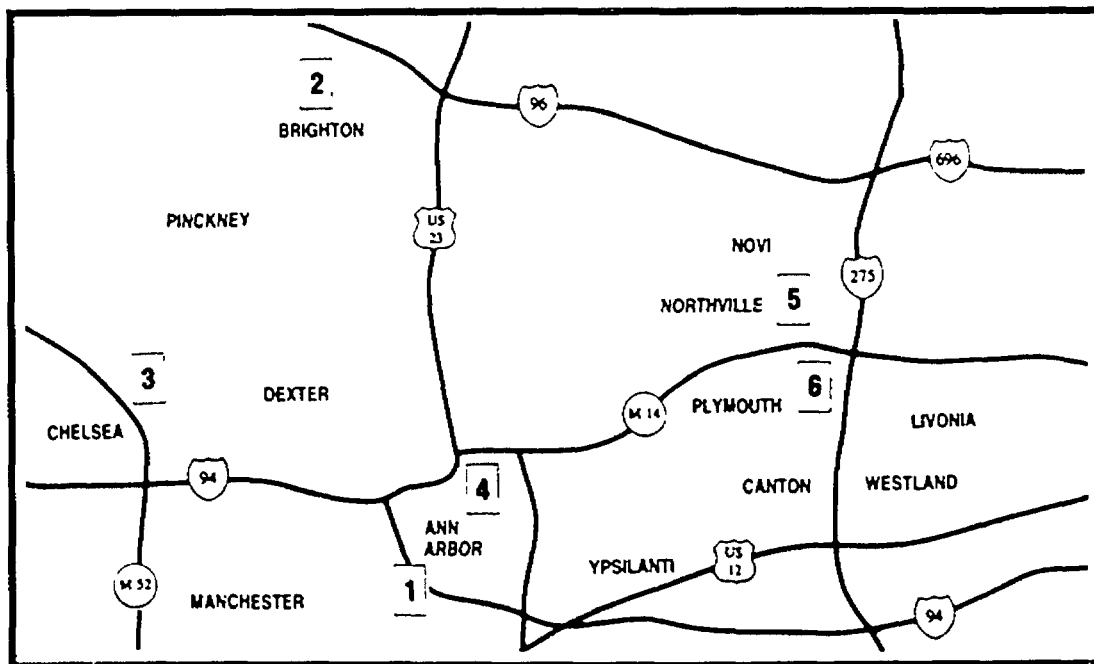 2
BRIGHTON
96
696
PINCKNEY
US
23
NOVI
275
NORTHVILLE
5
3
DEXTER
6
PLYMOUTH
M 14
CHELSEA
LIVONIA
94
4
CANTON
WESTLAND
ANN
ARBOR
US
12
YPSILANTI
M 52
MANCHESTER
1
94